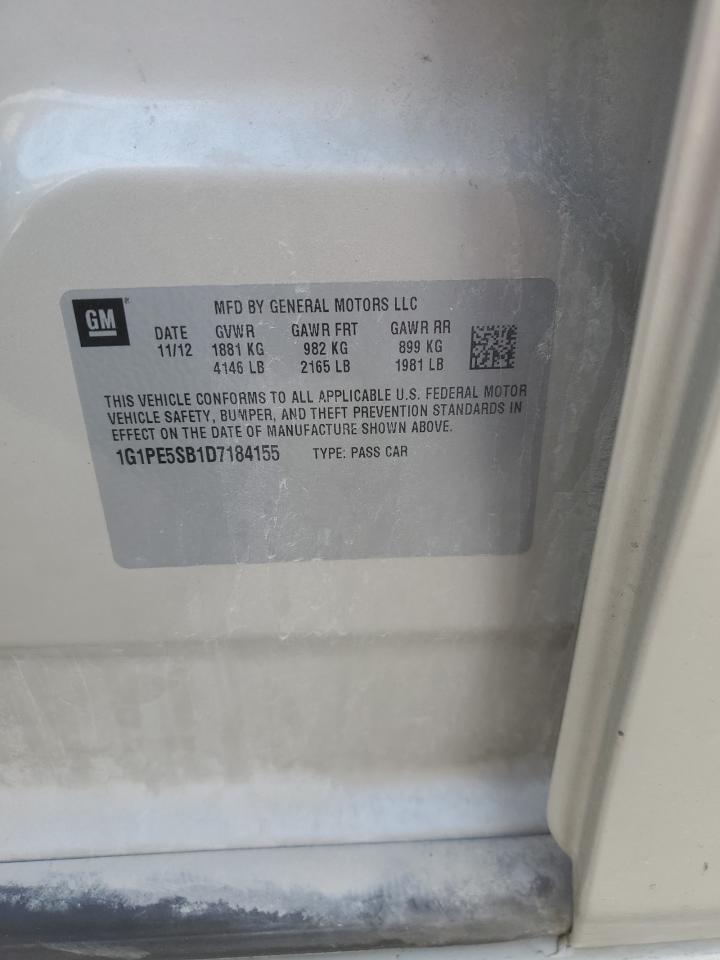 GM
MFD BY GENERAL MOTORS LLC
DATE GVWR GAWR FRT GAWR RR
11/12 1881 KG 982 KG 899 KG
4146 LB 2165 LB 1981 LB
THIS VEHICLE CONFORMS TO ALL APPLICABLE U.S. FEDERAL MOTOR
VEHICLE SAFETY, BUMPER, AND THEFT PREVENTION STANDARDS IN
EFFECT ON THE DATE OF MANUFACTURE SHOWN ABOVE.
1G1PE5SB1D7184155 TYPE: PASS CAR